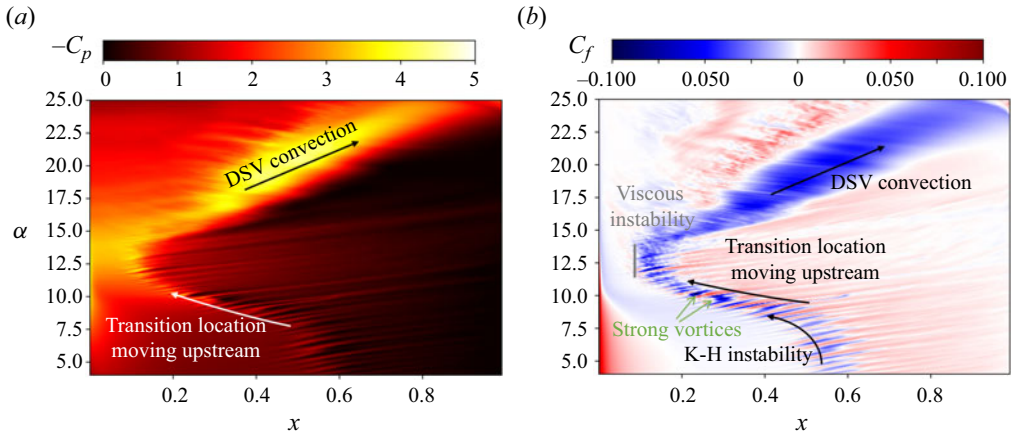 (a)
−Cp
0 1 2 3 4 5
25.0
22.5
20.0
17.5
15.0
12.5
10.0
7.5
5.0
α
DSV convection
Transition location
moving upstream
0.2 0.4 0.6 0.8
x
(b)
Cf
−0.100 −0.050 0 0.050 0.100
25.0
22.5
20.0
17.5
15.0
12.5
10.0
7.5
5.0
DSV convection
Viscous
instability
Transition location
moving upstream
Strong vortices
K-H instability
0.2 0.4 0.6 0.8
x